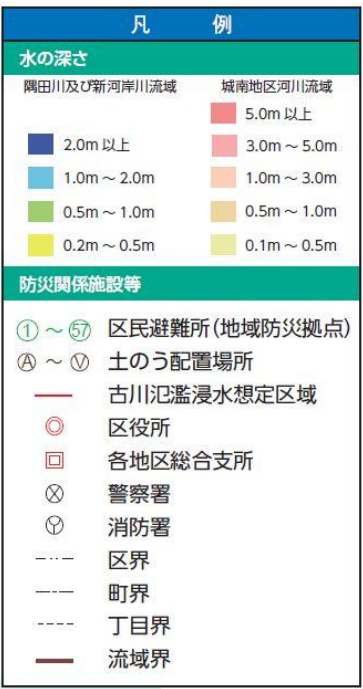 凡 例
水の深さ
隅田川及び新河岸川流域
2.0m 以上
1.0m ～ 2.0m
0.5m ～ 1.0m
0.2m ～ 0.5m
城南地区河川流域
5.0m 以上
3.0m ～ 5.0m
1.0m ～ 3.0m
0.5m ～ 1.0m
0.1m ～ 0.5m
防災関係施設等
① ～ 57 区民避難所(地域防災拠点)
Ⓐ ～ Ⓥ 土のう配置場所
古川氾濫浸水想定区域
区役所
各地区総合支所
警察署
消防署
区界
町界
丁目界
流域界